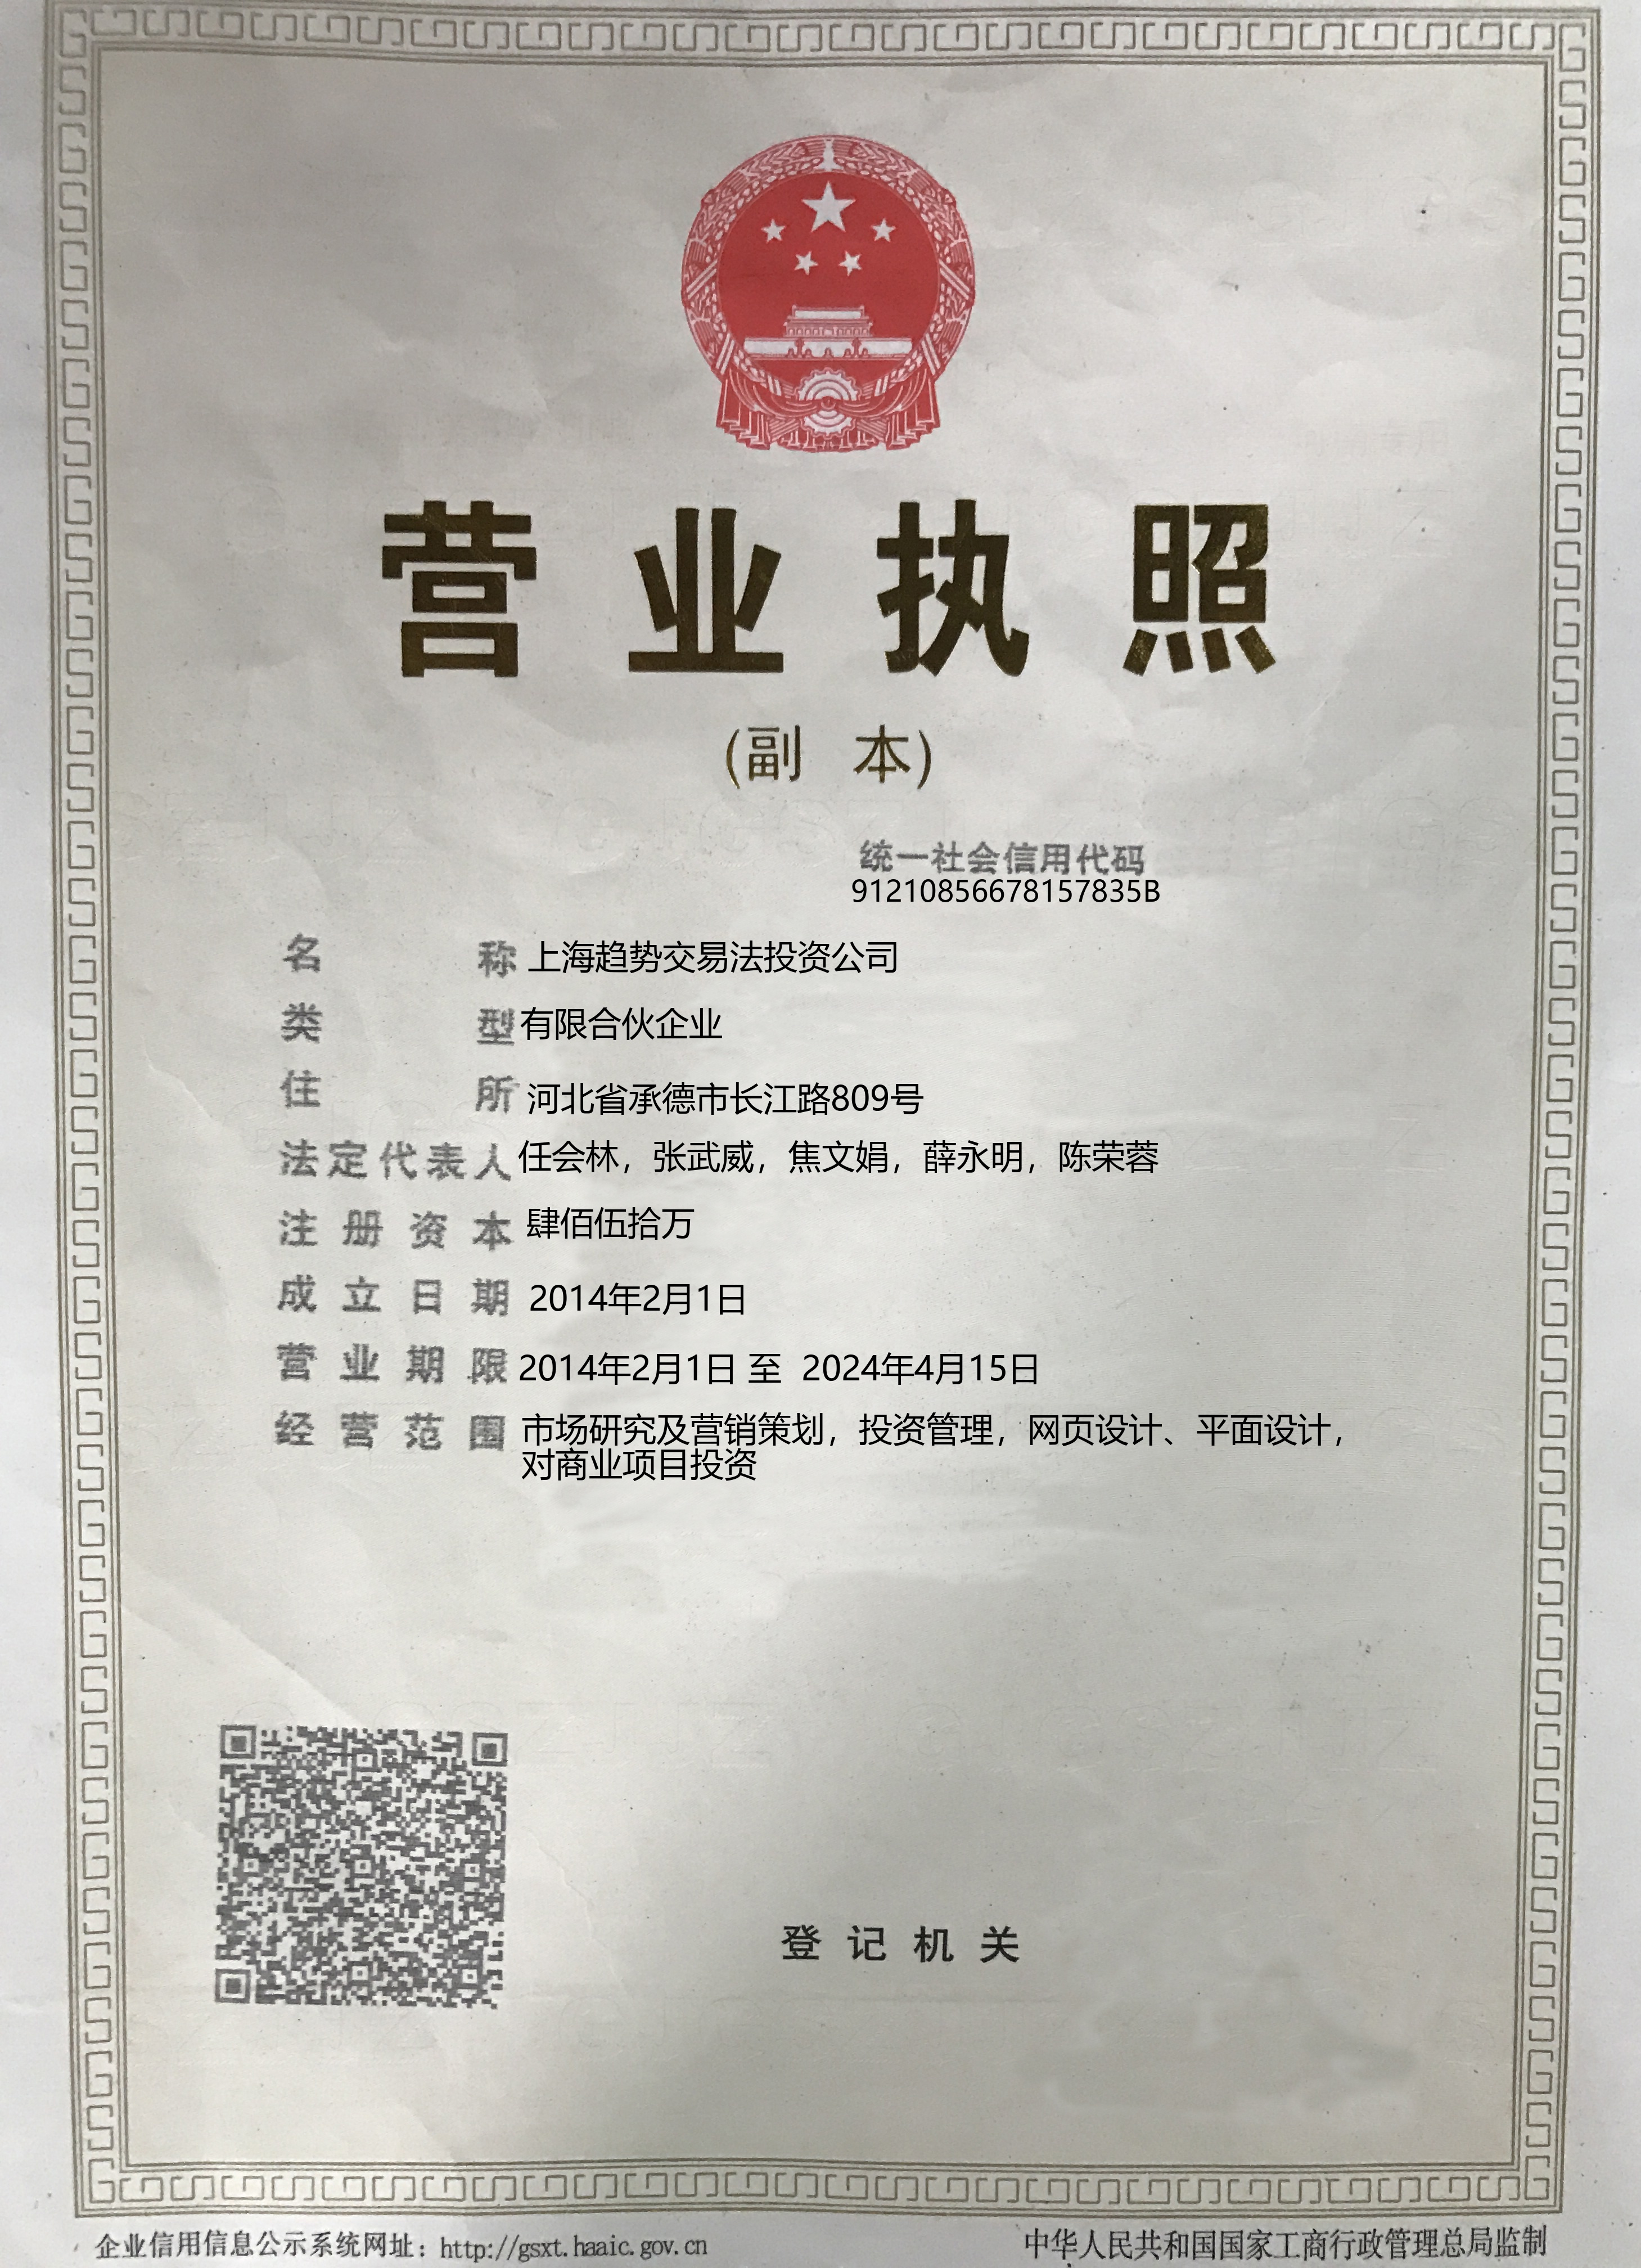 营业执照
(副 本)
统一社会信用代码
91210856678157835B
名 称 上海趋势交易法投资公司
类 型 有限合伙企业
住 所 河北省承德市长江路809号
法定代表人 任会林，张武威，焦文娟，薛永明，陈荣蓉
注册资本 肆佰伍拾万
成立日期 2014年2月1日
营业期限 2014年2月1日 至 2024年4月15日
经营范围 市场研究及营销策划，投资管理，网页设计、平面设计，
对商业项目投资
登记机关
企业信用信息公示系统网址：http://gsxt.haaic.gov.cn
中华人民共和国国家工商行政管理总局监制